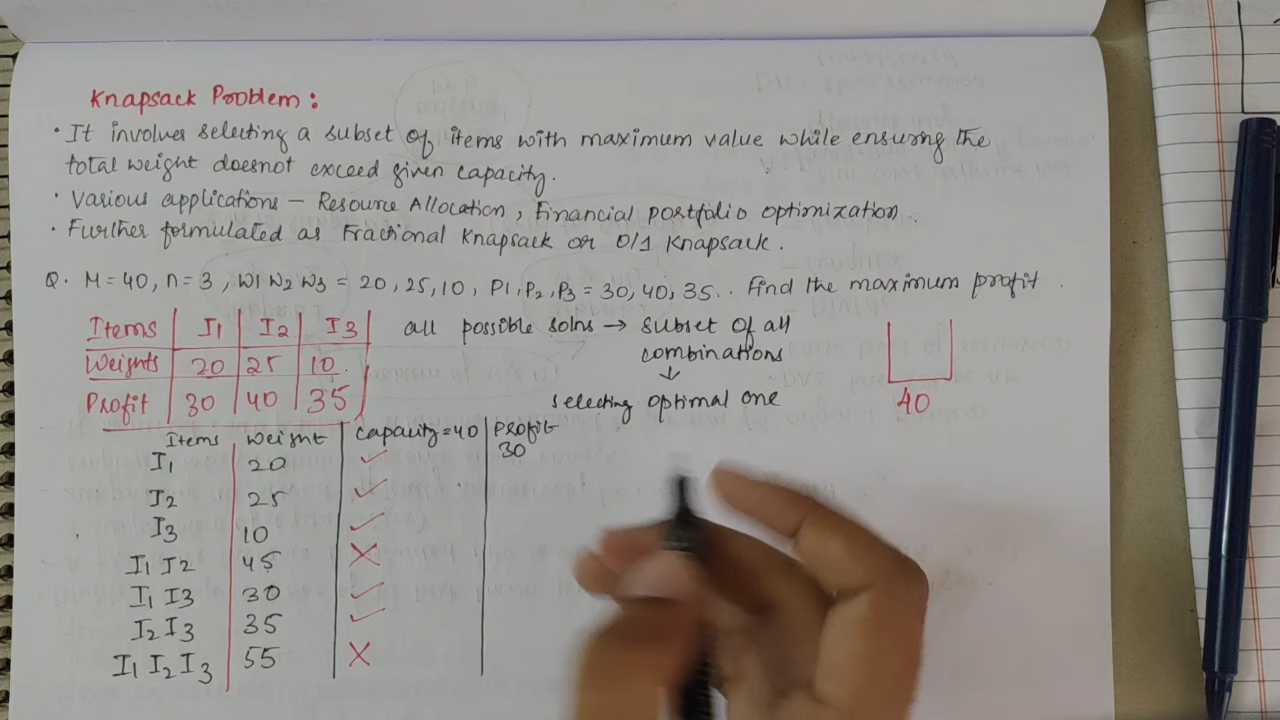 Knapsack Problem:
· It involves selecting a subset of items with maximum value while ensuring the
total weight doesnot exceed given capacity.
· Various applications – Resource Allocation, Financial portfolio optimization.
· Further formulated as Fractional Knapsack or 0/1 Knapsack.
Q. M=40, n=3, W1 W2 W3 = 20, 25, 10, P1, P2, P3 = 30, 40, 35.. Find the maximum profit.
Items I1 I2 I3
Weights 20 25 10.
Profit 30 40 35
all possible solns → subset of all
combinations
↓
selecting optimal one
40
Items Weight capacity=40 Profit
I1 20 ✓ 30
I2 25 ✓
I3 10 ✓
I1 I2 45 ✗
I1 I3 30 ✓
I2 I3 35 ✓
I1 I2 I3 55 ✗